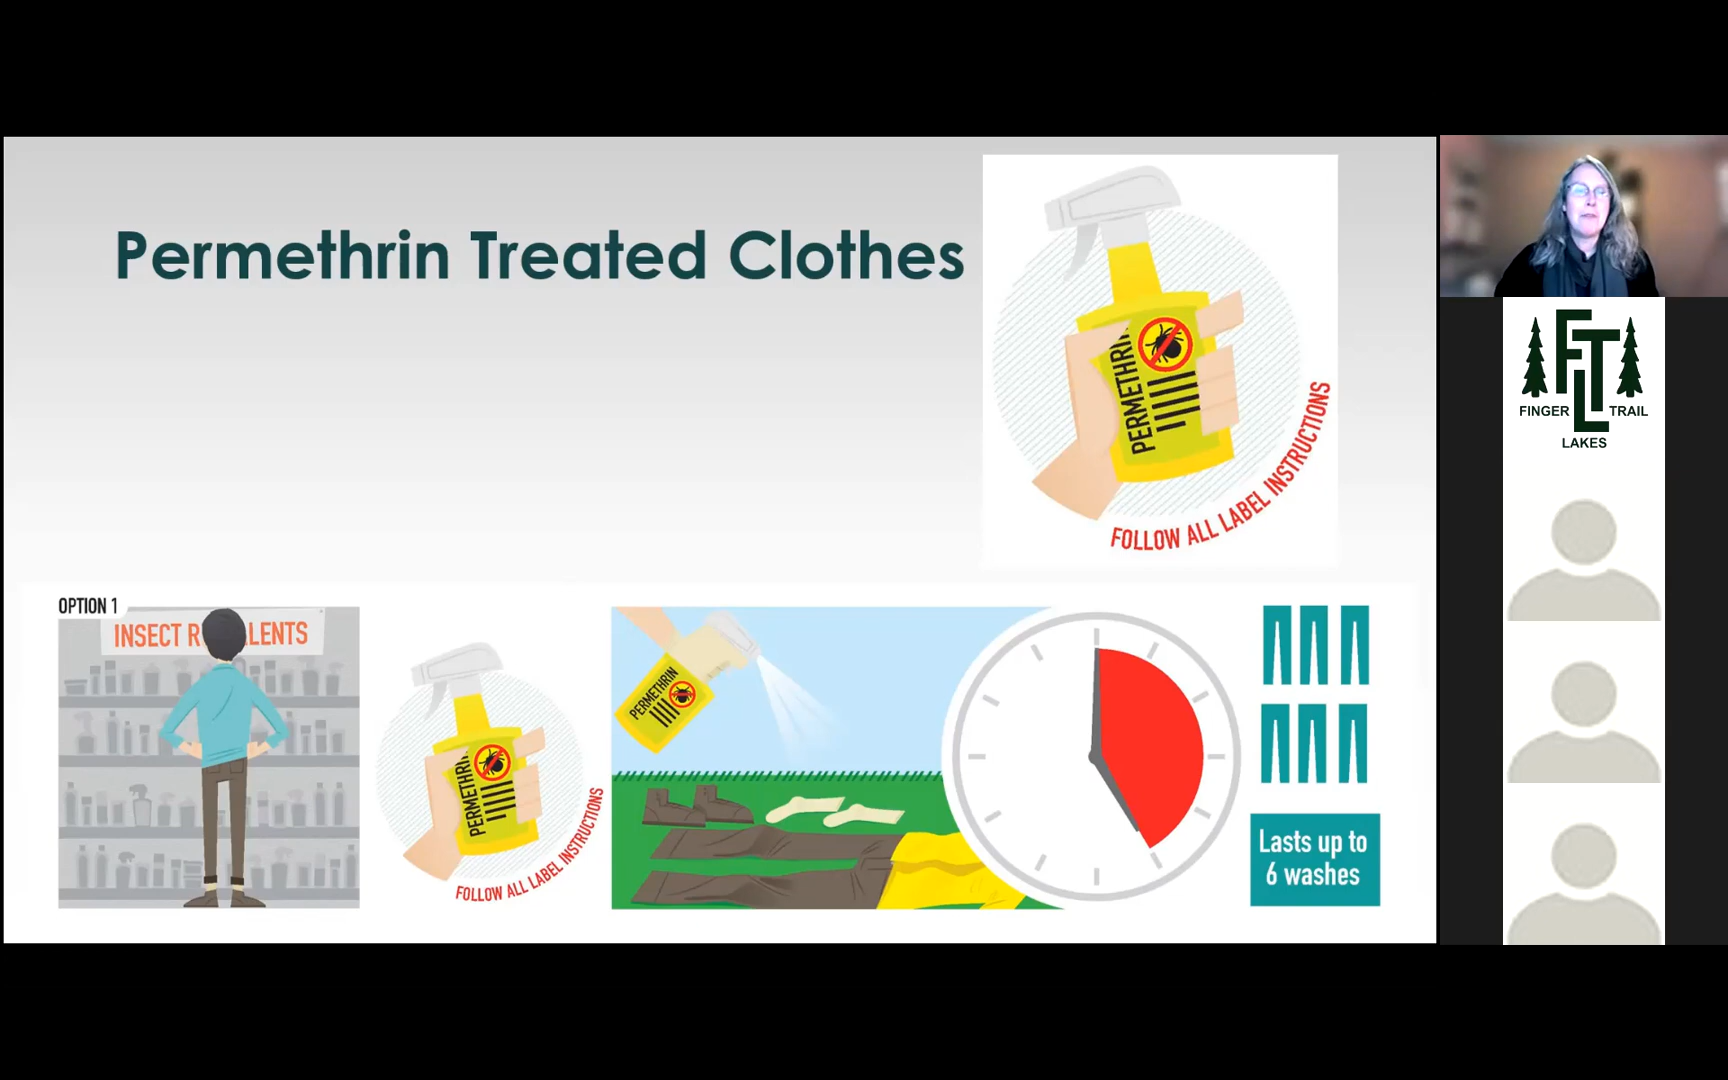 Permethrin Treated Clothes
PERMETHRIN
FOLLOW ALL LABEL INSTRUCTIONS
OPTION 1
INSECT R LENTS
PERMETHRIN
FOLLOW ALL LABEL INSTRUCTIONS
PERMETHRIN
Lasts up to
6 washes
FLT
FINGER TRAIL
LAKES